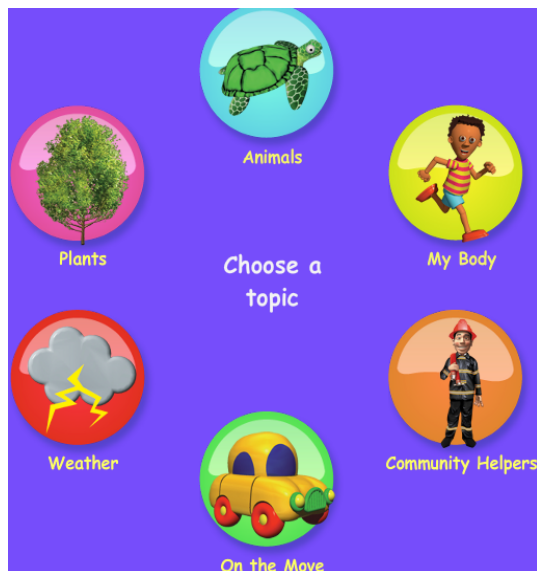 Animals
Plants
My Body
Choose a
topic
Weather
Community Helpers
On the Move